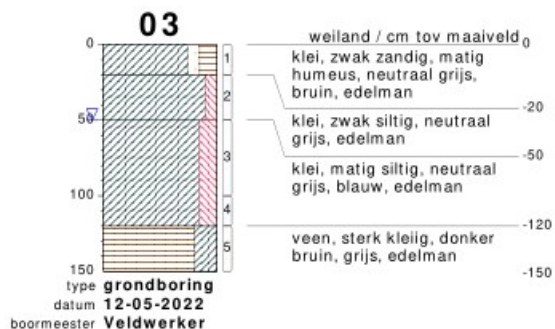 03
weiland / cm tov maaiveld
0
0
1
klei, zwak zandig, matig
humeus, neutraal grijs,
bruin, edelman
-20
2
klei, zwak siltig, neutraal
grijs, edelman
50
-50
3
klei, matig siltig, neutraal
grijs, blauw, edelman
100
4
-120
5
veen, sterk kleiig, donker
bruin, grijs, edelman
150
-150
type grondboring
datum 12-05-2022
boormeester Veldwerker